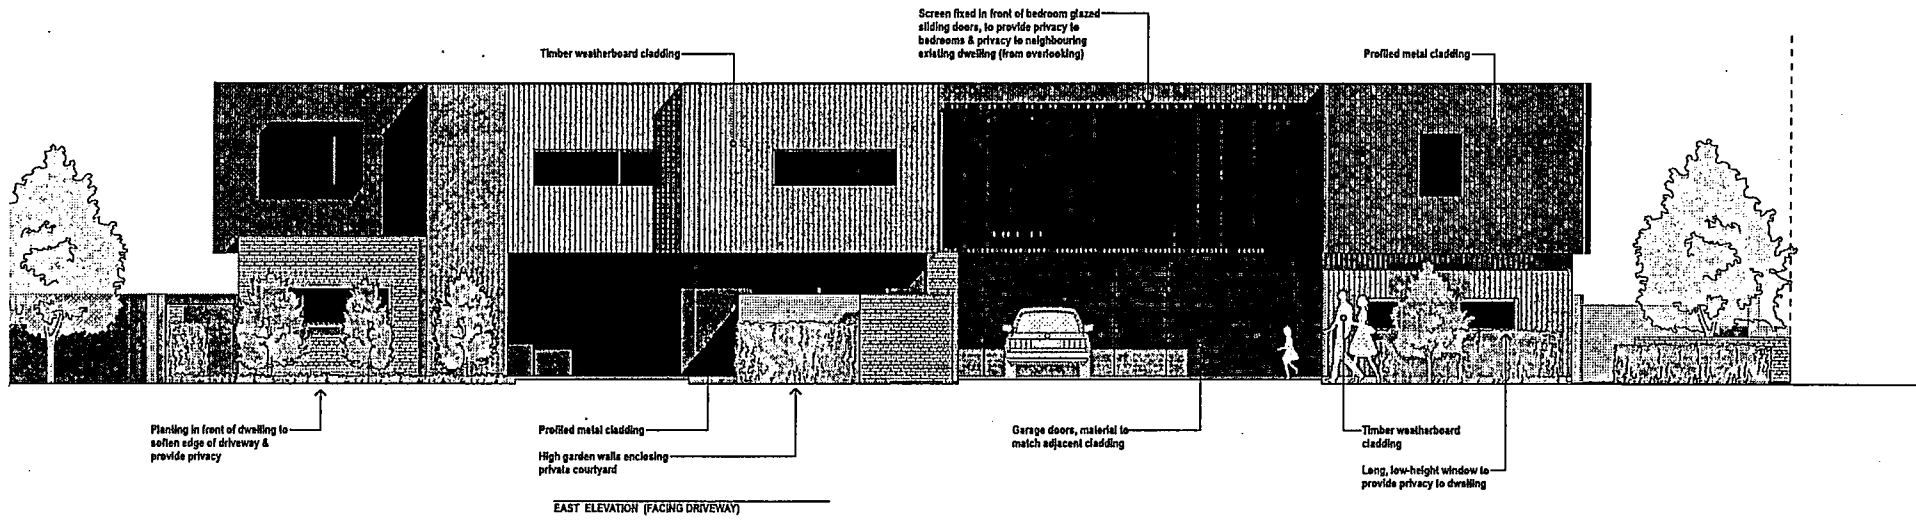 Screen fixed in front of bedroom glazed
sliding doors, to provide privacy to
bedrooms & privacy to neighbouring
existing dwelling (from overlooking)
Timber weatherboard cladding
Profiled metal cladding
Planting in front of dwelling to
soften edge of driveway &
provide privacy
Profiled metal cladding
High garden walls enclosing
private courtyard
Garage doors, material to
match adjacent cladding
Timber weatherboard
cladding
Long, low-height window to
provide privacy to dwelling
EAST ELEVATION (FACING DRIVEWAY)